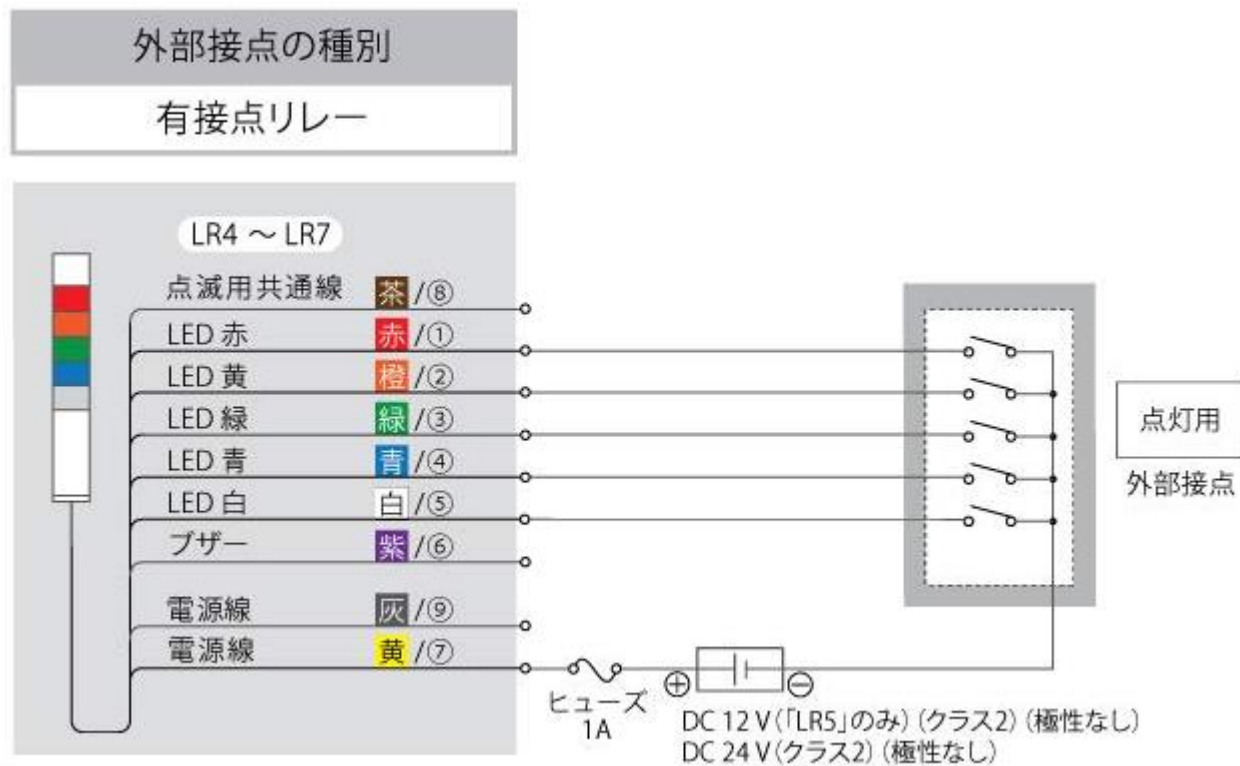 外部接点の種別
有接点リレー
LR4 ～ LR7
点滅用共通線 茶 /⑧
LED 赤 赤 /①
LED 黄 橙 /②
LED 緑 緑 /③
LED 青 青 /④
LED 白 白 /⑤
ブザー 紫 /⑥
電源線 灰 /⑨
電源線 黄 /⑦
点灯用
外部接点
ヒューズ
1A
⊕ ⊖
DC 12 V(「LR5」のみ) (クラス2) (極性なし)
DC 24 V(クラス2) (極性なし)